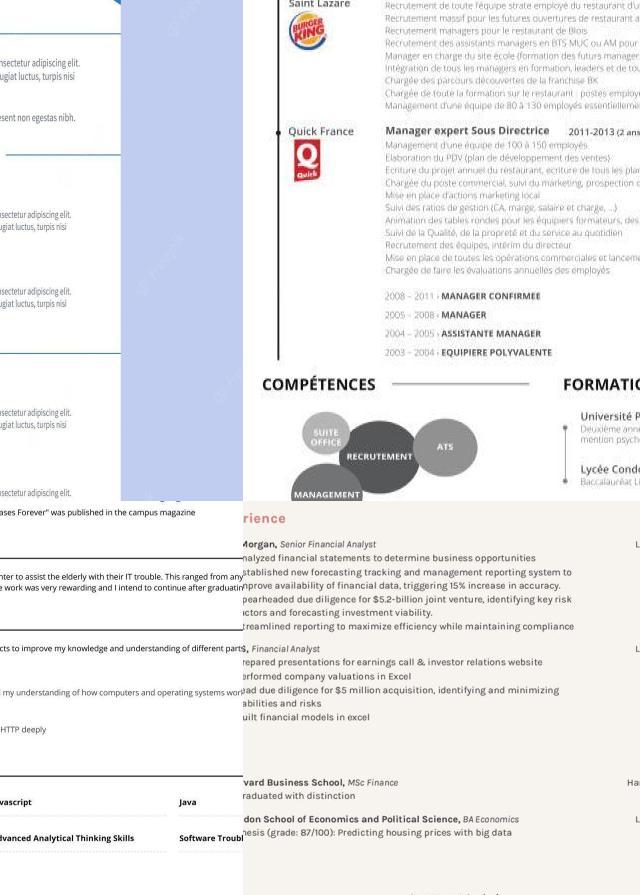 nsectetur adipiscing elit.
ugiat luctus, turpis nisi
esent non egestas nibh.
sectetur adipiscing elit.
giat luctus, turpis nisi
sectetur adipiscing elit.
giat luctus, turpis nisi
sectetur adipiscing elit.
giat luctus, turpis nisi
sectetur adipiscing elit.
Saint Lazare
BURGER KING
Recrutement de toute l'équipe strate employé du restaurant d'u
Recrutement massif pour les futures ouvertures de restaurant a
Recrutement managers pour le restaurant de Blois
Recrutement des assistants managers en BTS MUC ou AM pour
Manager en charge du site école (formation des futurs manager
Intégration de tous les managers en formation, leaders et de tou
Chargée des parcours découvertes de la franchise BK
Chargée de toute la formation sur le restaurant : postes employ
Management d'une équipe de 80 à 130 employés essentielleme
Quick France
Q
Quick
Manager expert Sous Directrice 2011-2013 (2 ans
Management d'une équipe de 100 à 150 employés
Elaboration du PDV (plan de développement des ventes)
Ecriture du projet annuel du restaurant, ecriture de tous les plan
Chargée du poste commercial, suivi du marketing, prospection d
Mise en place d'actions marketing local
Suivi des ratios de gestion (CA, marge, salaire et charge, ...)
Animation des tables rondes pour les équipiers formateurs, des
Suivi de la Qualité, de la propreté et du service au quotidien
Recrutement des équipes, intérim du directeur
Mise en place de toutes les opérations commerciales et lanceme
Chargée de faire les évaluations annuelles des employés
2008 - 2011 › MANAGER CONFIRMEE
2005 - 2008 › MANAGER
2004 - 2005 › ASSISTANTE MANAGER
2003 - 2004 › EQUIPIERE POLYVALENTE
COMPÉTENCES
SUITE
OFFICE
RECRUTEMENT
ATS
MANAGEMENT
FORMATIO
Université P
Deuxième anne
mention psych
Lycée Condo
Baccalauréat Li
ases Forever" was published in the campus magazine
nter to assist the elderly with their IT trouble. This ranged from any
e work was very rewarding and I intend to continue after graduatin
cts to improve my knowledge and understanding of different parts
l my understanding of how computers and operating systems wor
HTTP deeply
vascript Java
dvanced Analytical Thinking Skills Software Troubl
rience
Morgan, Senior Financial Analyst L
nalyzed financial statements to determine business opportunities
stablished new forecasting tracking and management reporting system to
mprove availability of financial data, triggering 15% increase in accuracy.
pearheaded due diligence for $5.2-billion joint venture, identifying key risk
actors and forecasting investment viability.
treamlined reporting to maximize efficiency while maintaining compliance
S, Financial Analyst L
repared presentations for earnings call & investor relations website
erformed company valuations in Excel
ead due diligence for $5 million acquisition, identifying and minimizing
abilities and risks
uilt financial models in excel
vard Business School, MSc Finance Ha
raduated with distinction
don School of Economics and Political Science, BA Economics L
hesis (grade: 87/100): Predicting housing prices with big data